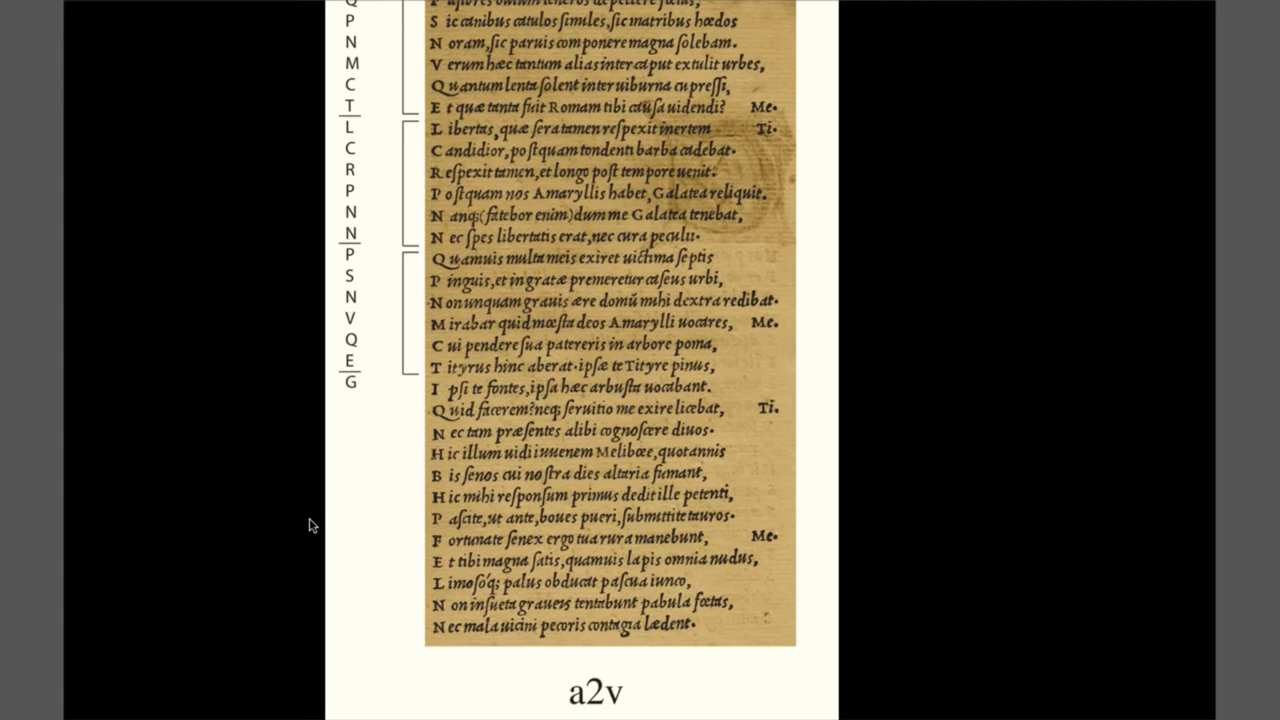 Q
P
N
M
C
T
L
C
R
P
N
N
P
S
N
V
Q
E
G
S ic canibus catulos ſimiles, ſic matribus hœdos
N oram, ſic paruis componere magna ſolebam.
V erum hæc tantum alias inter caput extulit urbes,
Q uantum lenta ſolent inter uiburna cupreſſi,
E t quæ tanta fuit Romam tibi cauſa uidendi? Me.
L ibertas, quæ ſera tamen reſpexit inertem Ti.
C andidior, poſtquam tondenti barba cadebat.
R eſpexit tamen, et longo poſt tempore uenit.
P oſtquam nos Amaryllis habet, Galatea reliquit.
N anq;(fatebor enim) dum me Galatea tenebat,
N ec ſpes libertatis erat, nec cura peculii.
Q uamuis multa meis exiret uictima ſeptis
P inguis, et ingratæ premeretur caſeus urbi,
N on unquam grauis ære domū mihi dextra redibat.
M irabar quid mœſta deos Amarylli uocares, Me.
C ui pendere ſua patereris in arbore poma,
T ityrus hinc aberat. ipſæ te Tityre pinus,
I pſi te fontes, ipſa hæc arbuſta uocabant.
Q uid facerem? neq; ſeruitio me exire licebat, Ti.
N ec tam præſentes alibi cognoſcere diuos.
H ic illum uidi iuuenem Melibœe, quot annis
B is ſenos cui noſtra dies altaria fumant,
H ic mihi reſponſum primus dedit ille petenti,
P aſcite, ut ante, boues pueri, ſubmittite tauros.
F ortunate ſenex ergo tua rura manebunt, Me.
E t tibi magna ſatis, quamuis lapis omnia nudus,
L imoſóq; palus obducat paſcua iunco,
N on inſueta graueis tentabunt pabula fœtas,
N ec mala uicini pecoris contagia lædent.
a2v